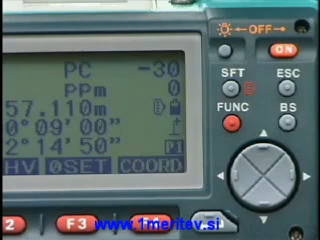 OFF
PC -30
ppm 0
ON
SFT ESC
57.110m
FUNC BS
0°09'00"
2°14'50" P1
HV 0SET COORD
2 F3
www.1meritev.si